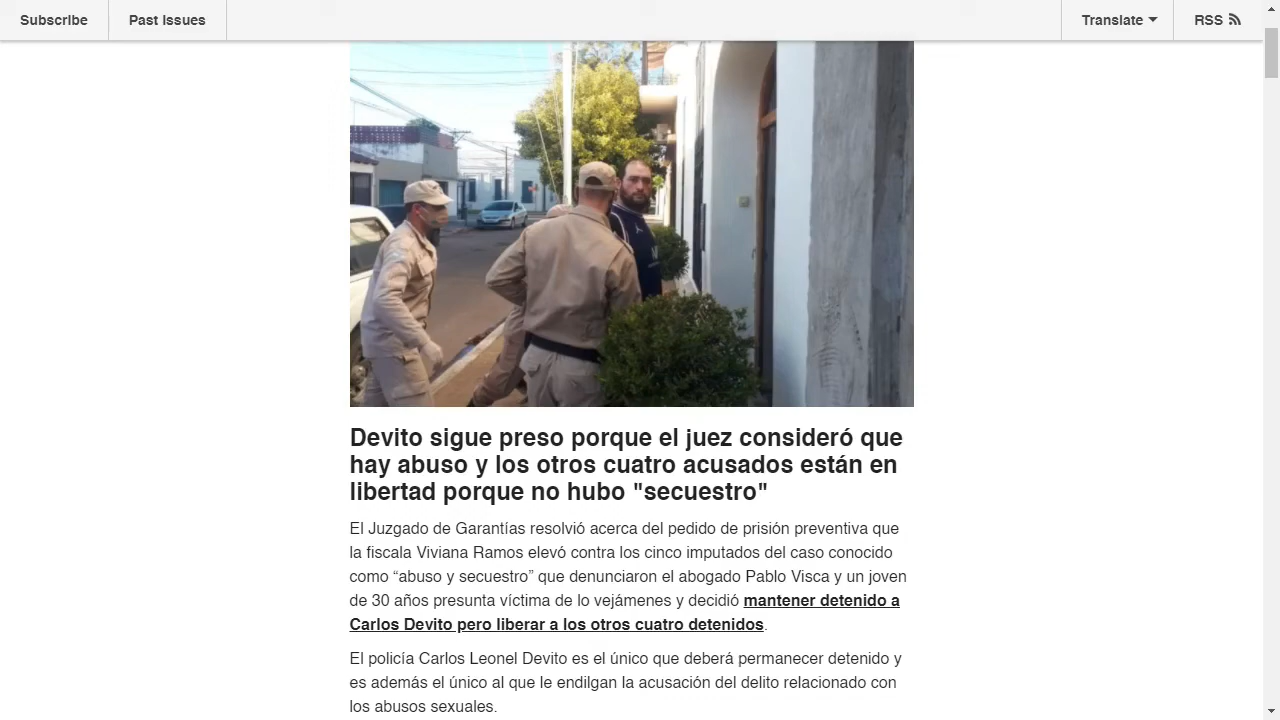 Subscribe
Past Issues
Translate
RSS
Devito sigue preso porque el juez consideró que
hay abuso y los otros cuatro acusados están en
libertad porque no hubo "secuestro"
El Juzgado de Garantías resolvió acerca del pedido de prisión preventiva que
la fiscala Viviana Ramos elevó contra los cinco imputados del caso conocido
como “abuso y secuestro” que denunciaron el abogado Pablo Visca y un joven
de 30 años presunta víctima de lo vejámenes y decidió mantener detenido a
Carlos Devito pero liberar a los otros cuatro detenidos.
El policía Carlos Leonel Devito es el único que deberá permanecer detenido y
es además el único al que le endilgan la acusación del delito relacionado con
los abusos sexuales.